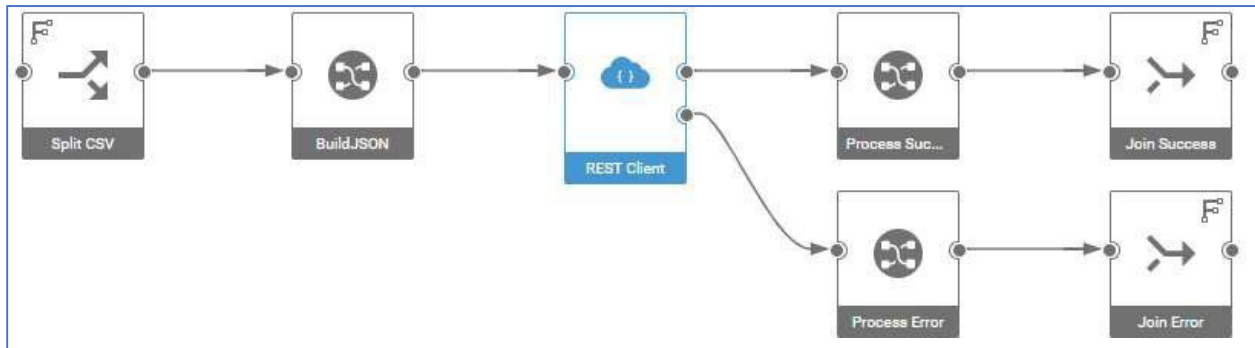 Split CSV
BuildJSON
{ }
REST Client
Process Suc...
Join Success
Process Error
Join Error